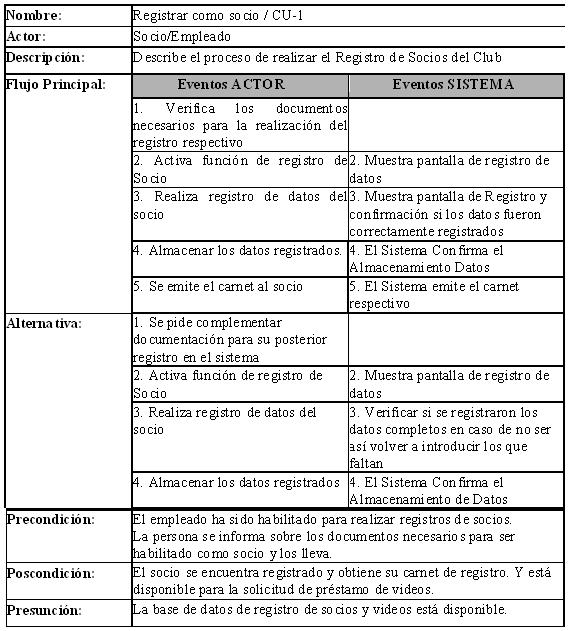 Nombre: Registrar como socio / CU-1
Actor: Socio/Empleado
Descripción: Describe el proceso de realizar el Registro de Socios del Club
Flujo Principal: Eventos ACTOR Eventos SISTEMA
1. Verifica los documentos
necesarios para la realización del
registro respectivo
2. Activa función de registro de
Socio
2. Muestra pantalla de registro de
datos
3. Realiza registro de datos del
socio
3. Muestra pantalla de Registro y
confirmación si los datos fueron
correctamente registrados
4. Almacenar los datos registrados.
4. El Sistema Confirma el
Almacenamiento Datos
5. Se emite el carnet al socio
5. El Sistema emite el carnet
respectivo
Alternativa:
1. Se pide complementar
documentación para su posterior
registro en el sistema
2. Activa función de registro de
Socio
2. Muestra pantalla de registro de
datos
3. Realiza registro de datos del
socio
3. Verificar si se registraron los
datos completos en caso de no ser
así volver a introducir los que
faltan
4. Almacenar los datos registrados
4. El Sistema Confirma el
Almacenamiento de Datos
Precondición: El empleado ha sido habilitado para realizar registros de socios.
La persona se informa sobre los documentos necesarios para ser
habilitado como socio y los lleva.
Poscondición: El socio se encuentra registrado y obtiene su carnet de registro. Y está
disponible para la solicitud de préstamo de videos.
Presunción: La base de datos de registro de socios y videos está disponible.